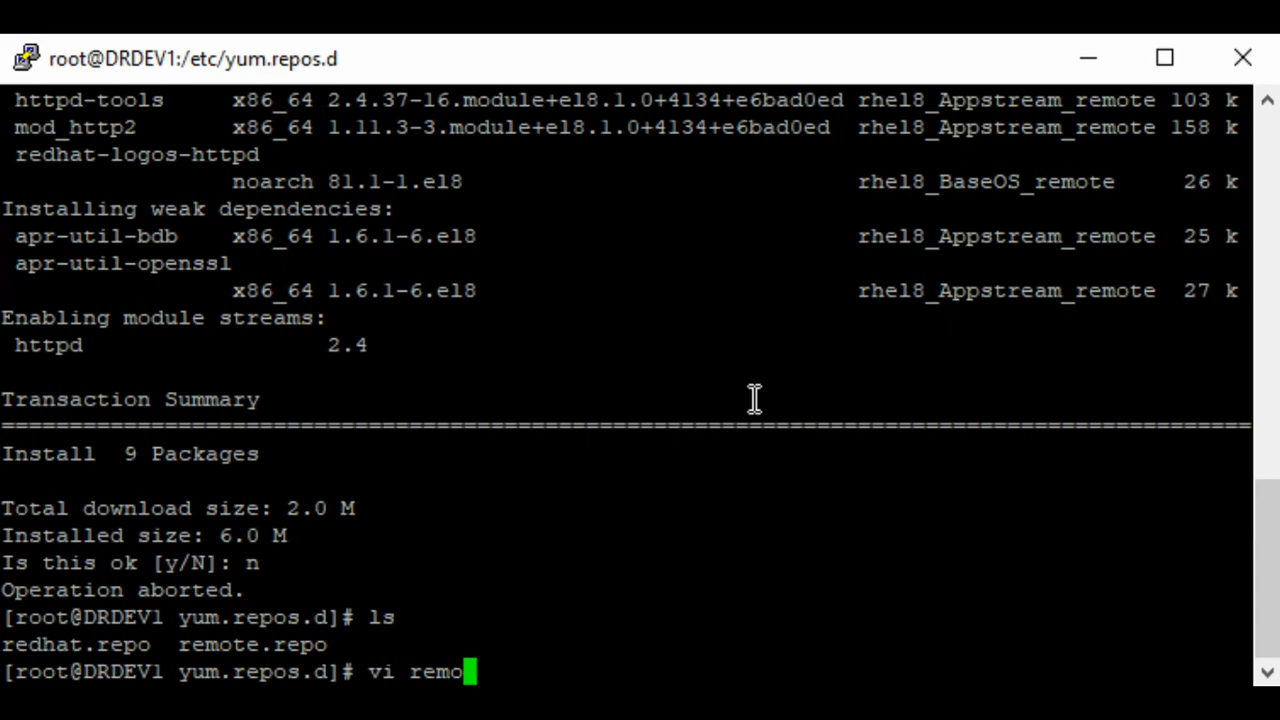 root@DRDEV1:/etc/yum.repos.d
httpd-tools x86_64 2.4.37-16.module+el8.1.0+4134+e6bad0ed rhel8_Appstream_remote 103 k
mod_http2 x86_64 1.11.3-3.module+el8.1.0+4134+e6bad0ed rhel8_Appstream_remote 158 k
redhat-logos-httpd
noarch 81.1-1.el8 rhel8_BaseOS_remote 26 k
Installing weak dependencies:
apr-util-bdb x86_64 1.6.1-6.el8 rhel8_Appstream_remote 25 k
apr-util-openssl
x86_64 1.6.1-6.el8 rhel8_Appstream_remote 27 k
Enabling module streams:
httpd 2.4
Transaction Summary
================================================================================
Install 9 Packages
Total download size: 2.0 M
Installed size: 6.0 M
Is this ok [y/N]: n
Operation aborted.
[root@DRDEV1 yum.repos.d]# ls
redhat.repo remote.repo
[root@DRDEV1 yum.repos.d]# vi remo